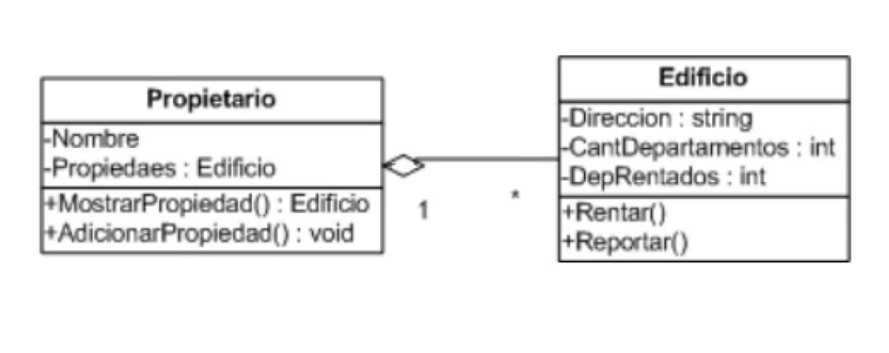 Propietario
-Nombre
-Propiedaes : Edificio
+MostrarPropiedad() : Edificio
+AdicionarPropiedad() : void
1
*
Edificio
-Direccion : string
-CantDepartamentos : int
-DepRentados : int
+Rentar()
+Reportar()